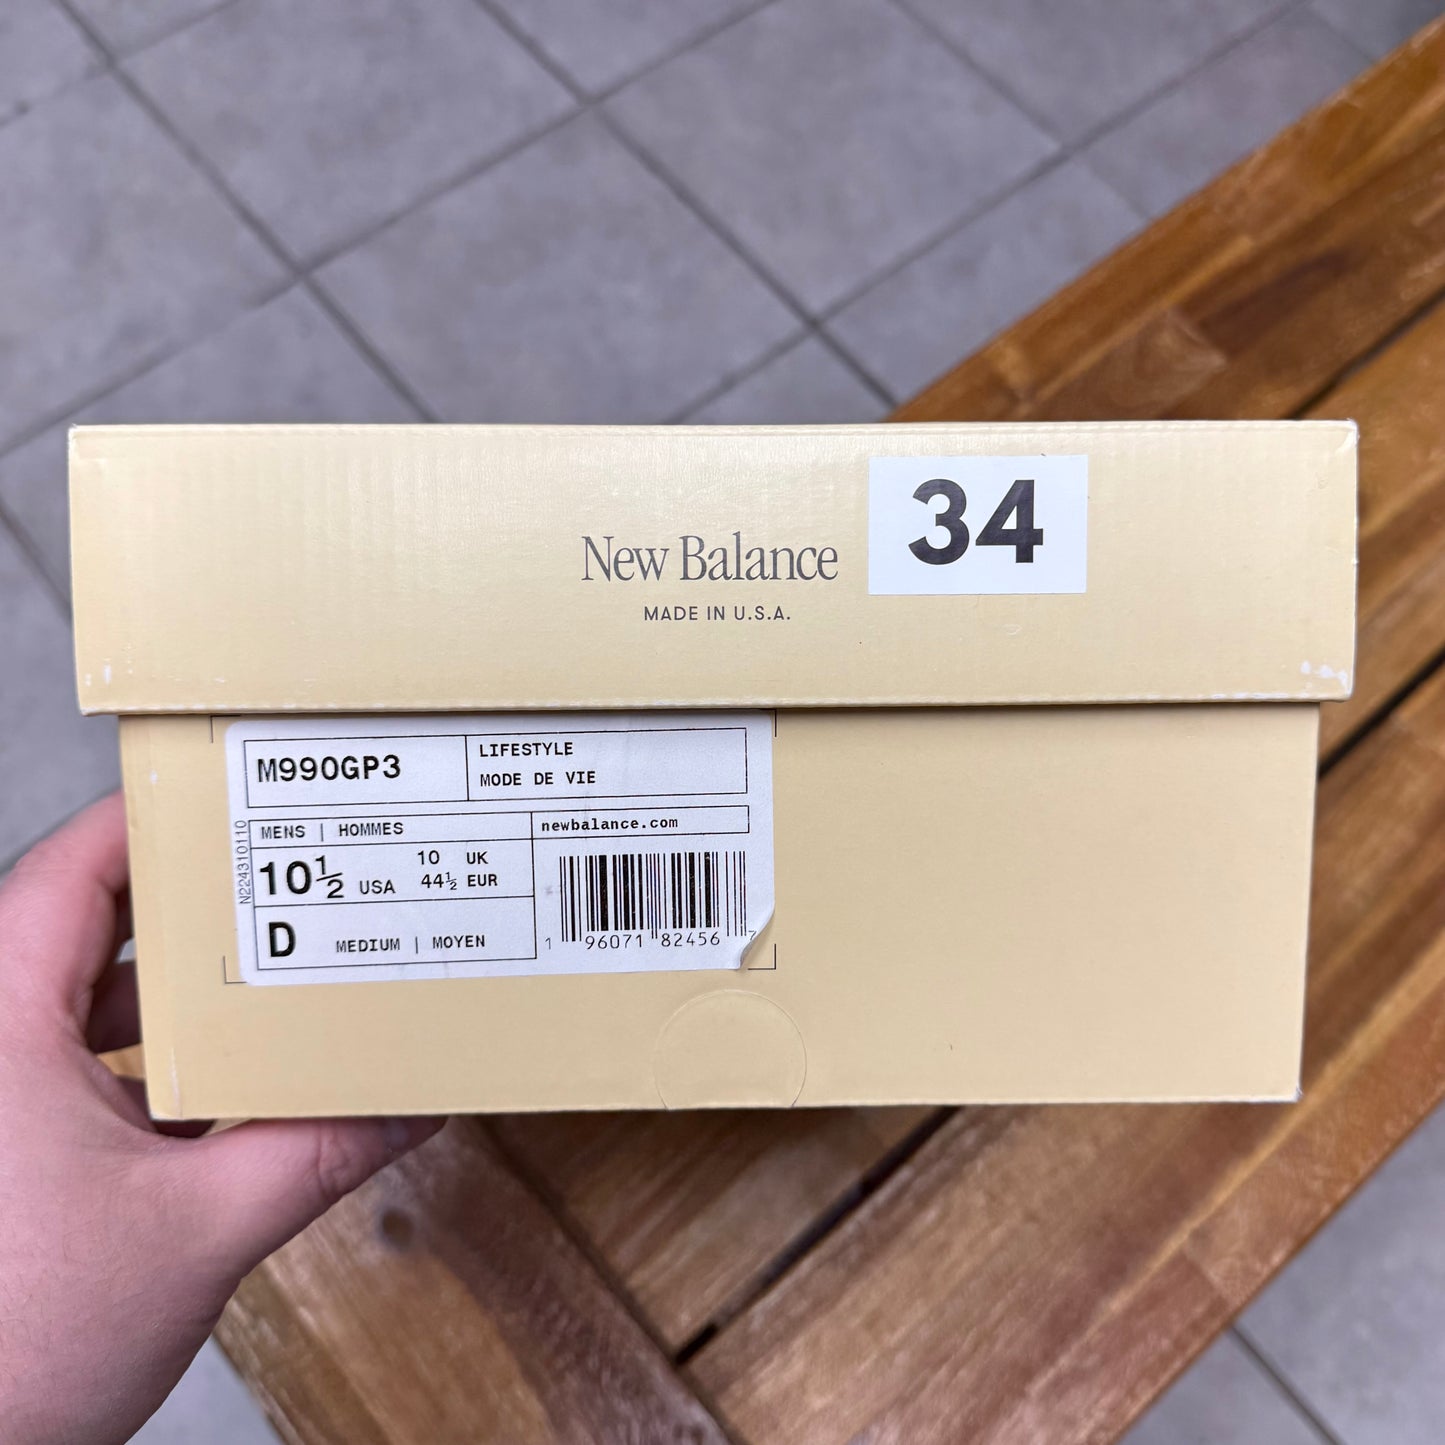 34
New Balance
MADE IN U.S.A.
M990GP3
LIFESTYLE
MODE DE VIE
N224310110
MENS | HOMMES
newbalance.com
10½ USA
10 UK
44½ EUR
D MEDIUM | MOYEN
1 96071 82456 7